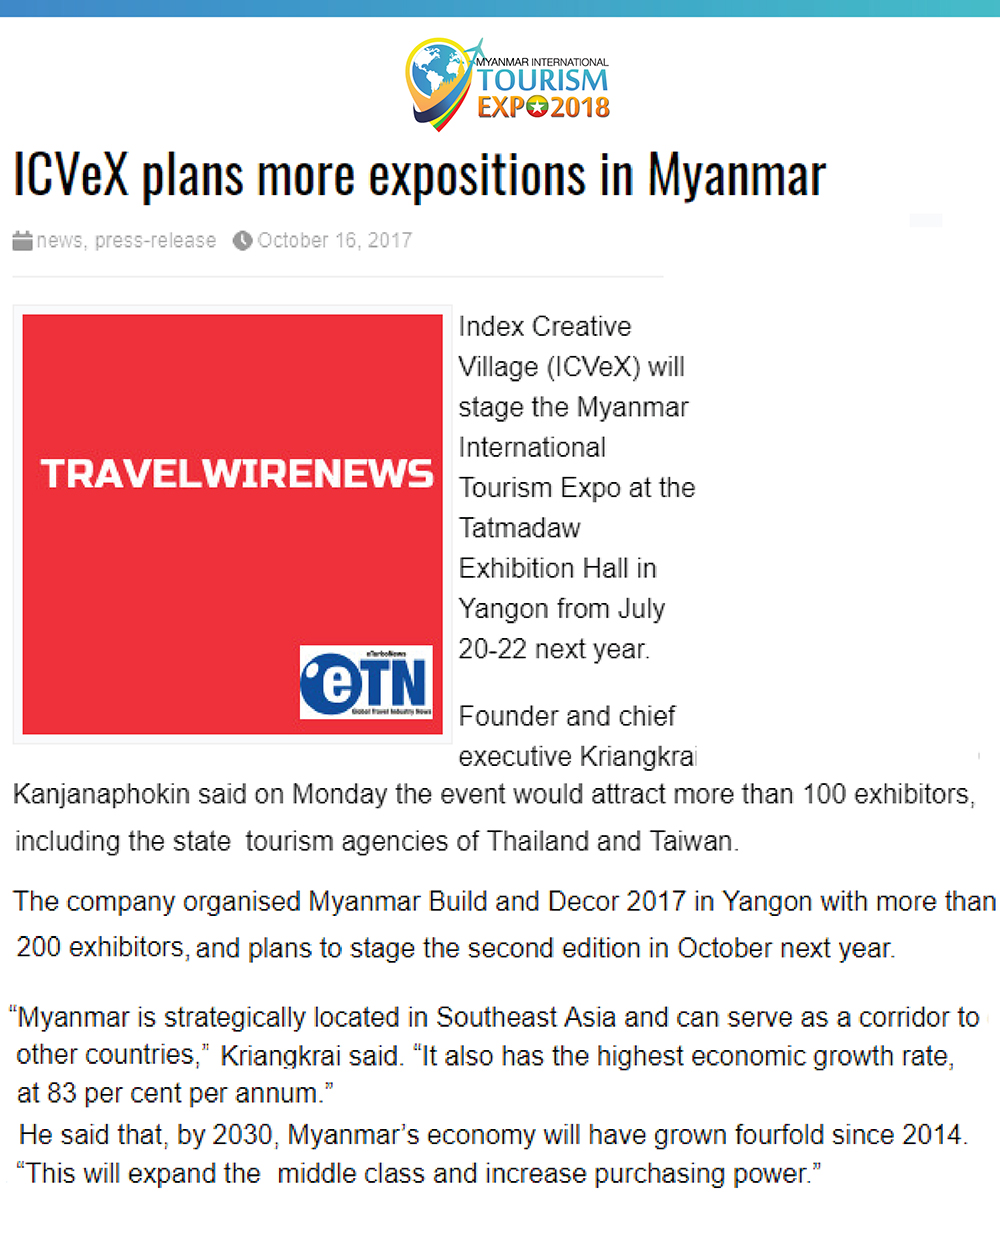 MYANMAR INTERNATIONAL
TOURISM
EXPO 2018
ICVeX plans more expositions in Myanmar
news, press-release October 16, 2017
TRAVELWIRENEWS
eTurboNews
eTN
Global Travel Industry News
Index Creative
Village (ICVeX) will
stage the Myanmar
International
Tourism Expo at the
Tatmadaw
Exhibition Hall in
Yangon from July
20-22 next year.
Founder and chief
executive Kriangkrai
Kanjanaphokin said on Monday the event would attract more than 100 exhibitors,
including the state tourism agencies of Thailand and Taiwan.
The company organised Myanmar Build and Decor 2017 in Yangon with more than
200 exhibitors, and plans to stage the second edition in October next year.
“Myanmar is strategically located in Southeast Asia and can serve as a corridor to
other countries,” Kriangkrai said. “It also has the highest economic growth rate,
at 83 per cent per annum.”
He said that, by 2030, Myanmar’s economy will have grown fourfold since 2014.
“This will expand the middle class and increase purchasing power.”